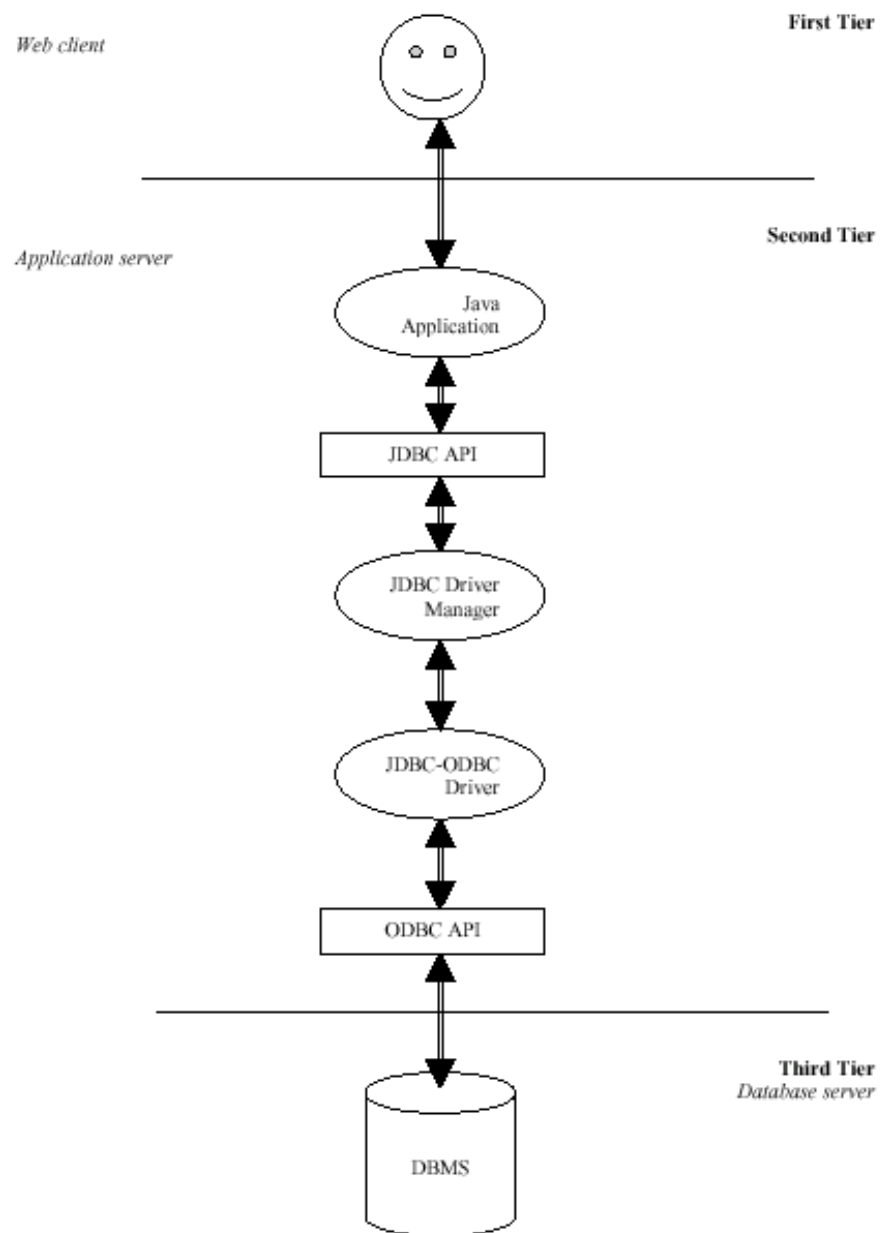 First Tier
Web client
Second Tier
Application server
Java
Application
JDBC API
JDBC Driver
Manager
JDBC-ODBC
Driver
ODBC API
Third Tier
Database server
DBMS